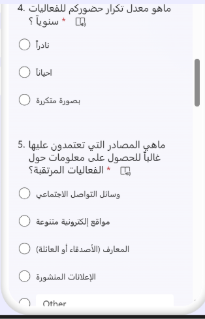 4. ماهو معدل تكرار حضوركم للفعاليات
سنوياً ؟ *
نادراً
احيانا
بصورة متكررة
5. ماهي المصادر التي تعتمدون عليها
غالباً للحصول على معلومات حول
الفعاليات المرتقبة؟ *
وسائل التواصل الاجتماعي
مواقع إلكترونية متنوعة
المعارف (الأصدقاء أو العائلة)
الإعلانات المنشورة
Other